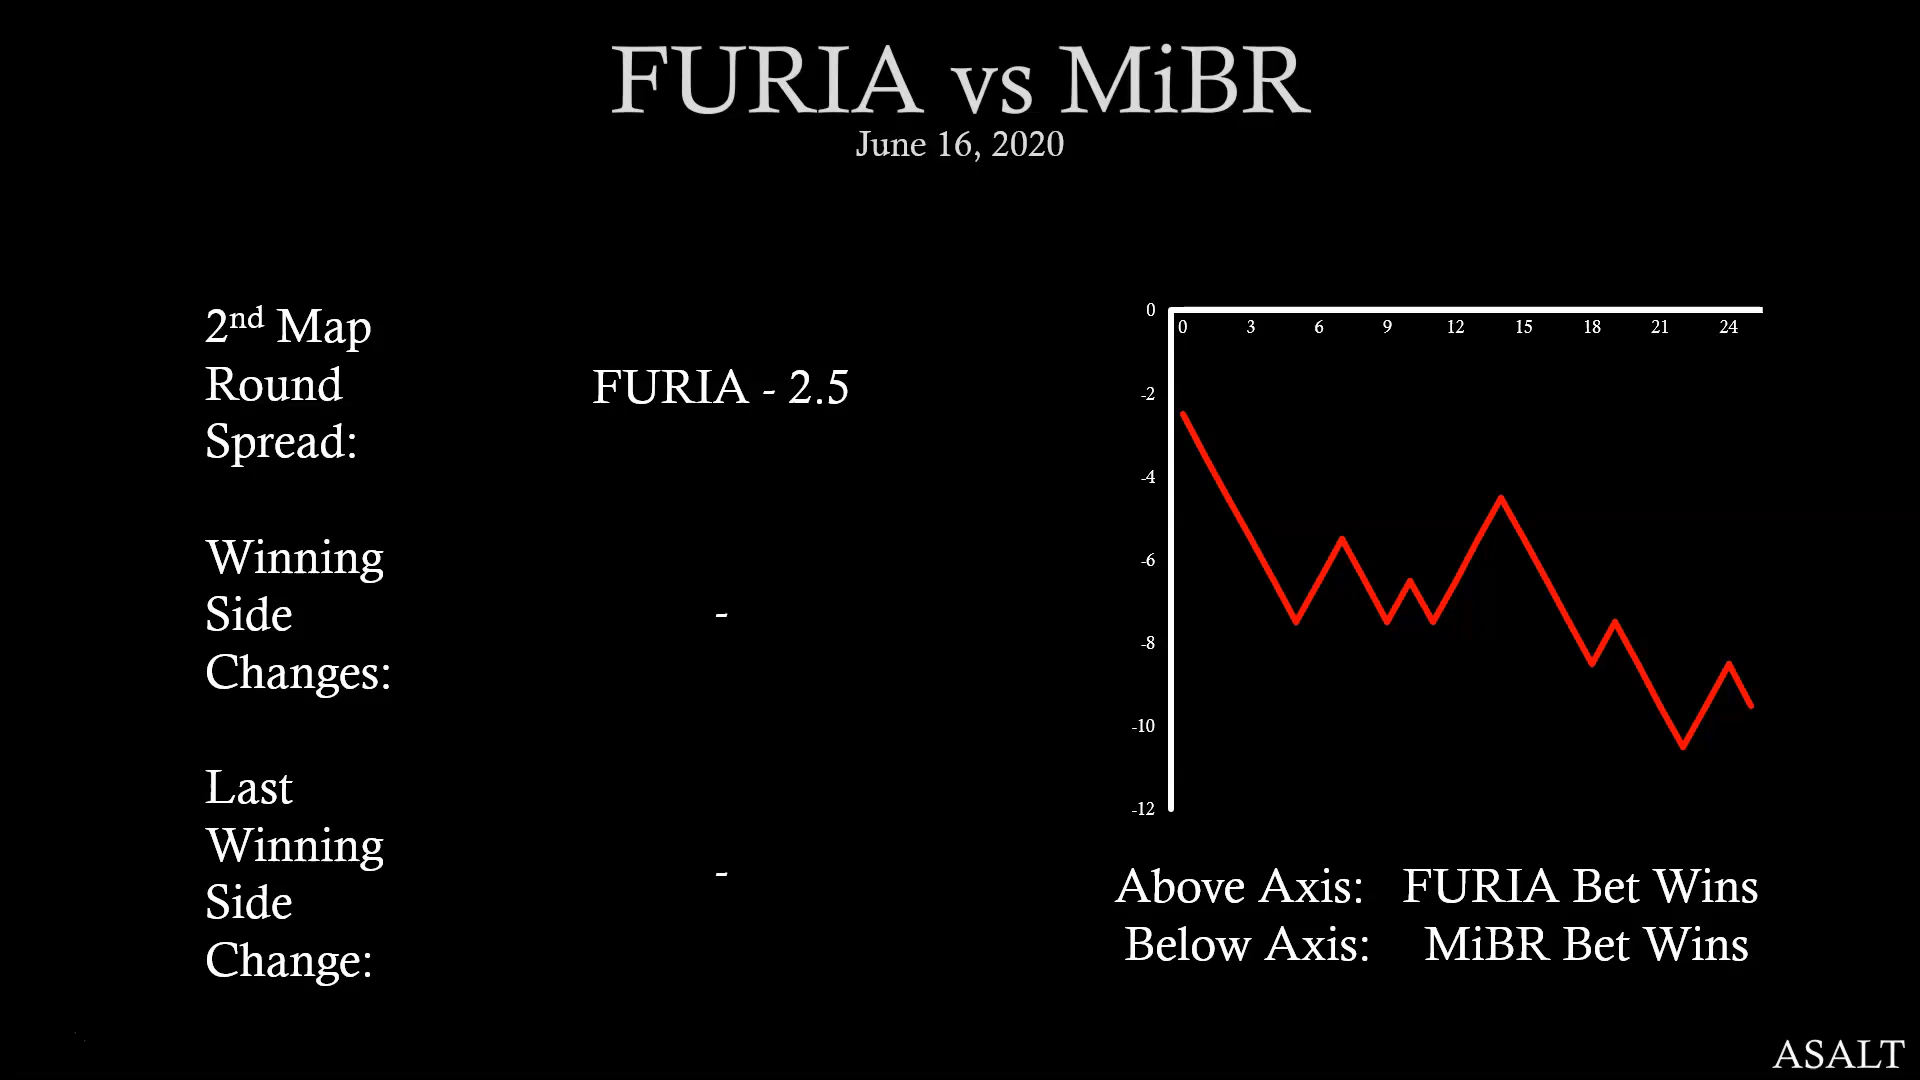 FURIA vs MiBR
June 16, 2020
2nd Map
Round
Spread:
FURIA - 2.5
Winning
Side
Changes:
-
Last
Winning
Side
Change:
-
0
-2
-4
-6
-8
-10
-12
0 3 6 9 12 15 18 21 24
Above Axis: FURIA Bet Wins
Below Axis: MiBR Bet Wins
ASALT